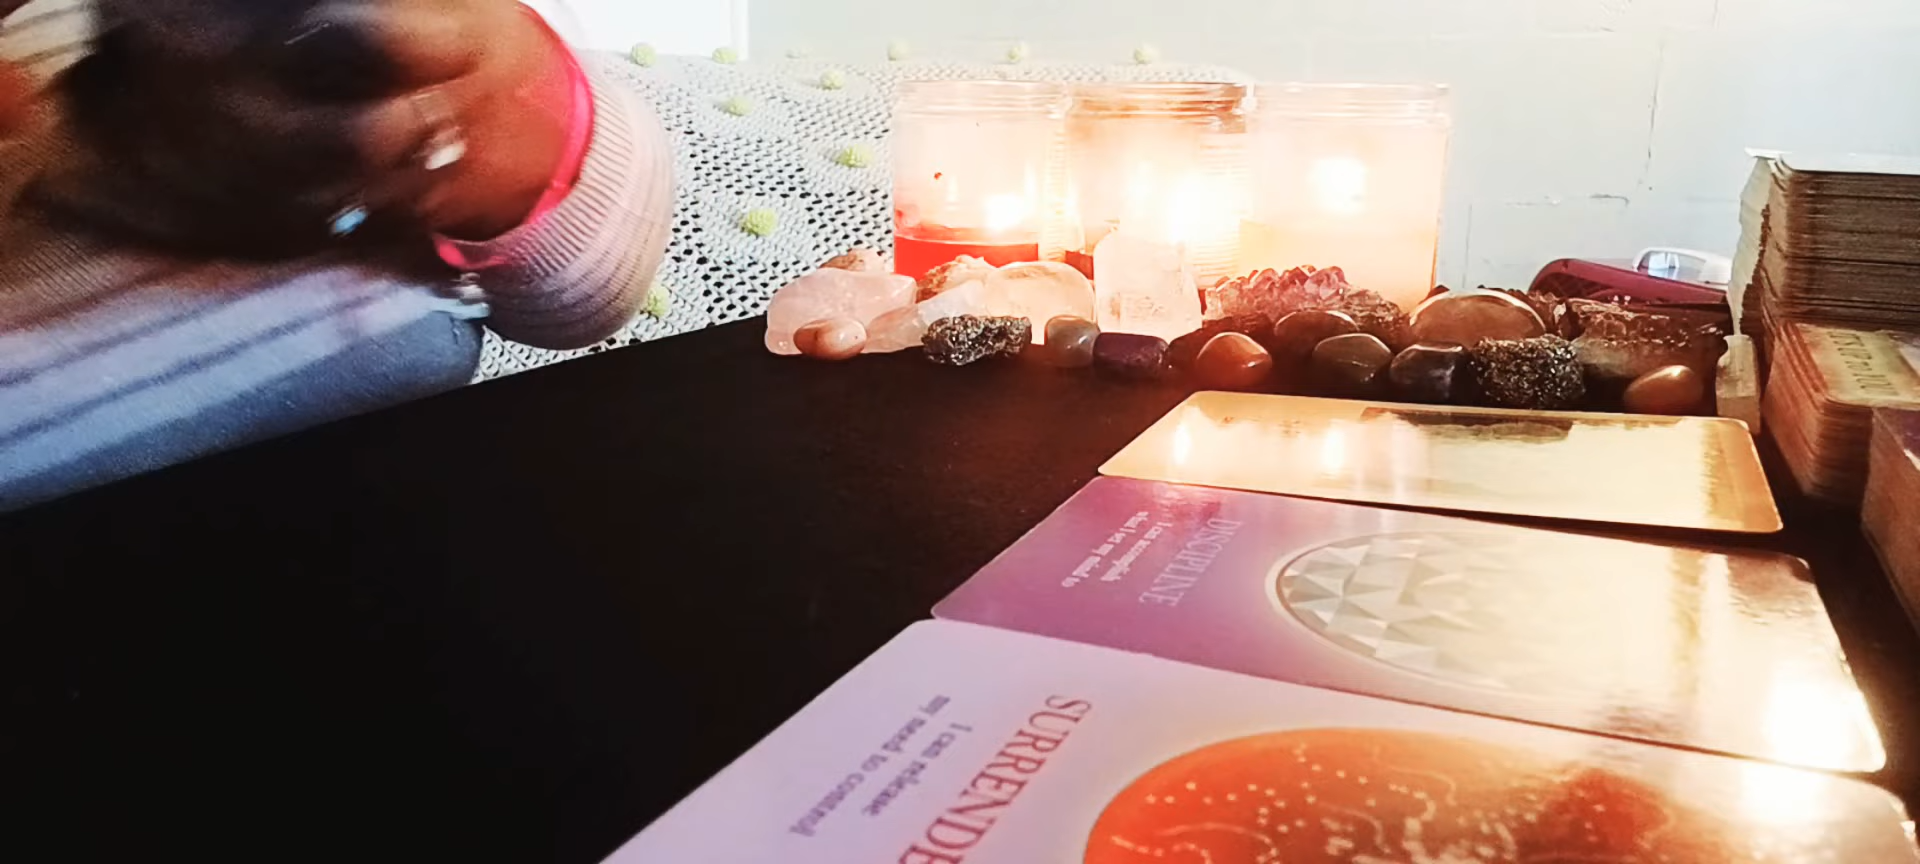 DISCIPLINE
I can accomplish
what I set my mind to
SURRENDE
I can release
my need to control